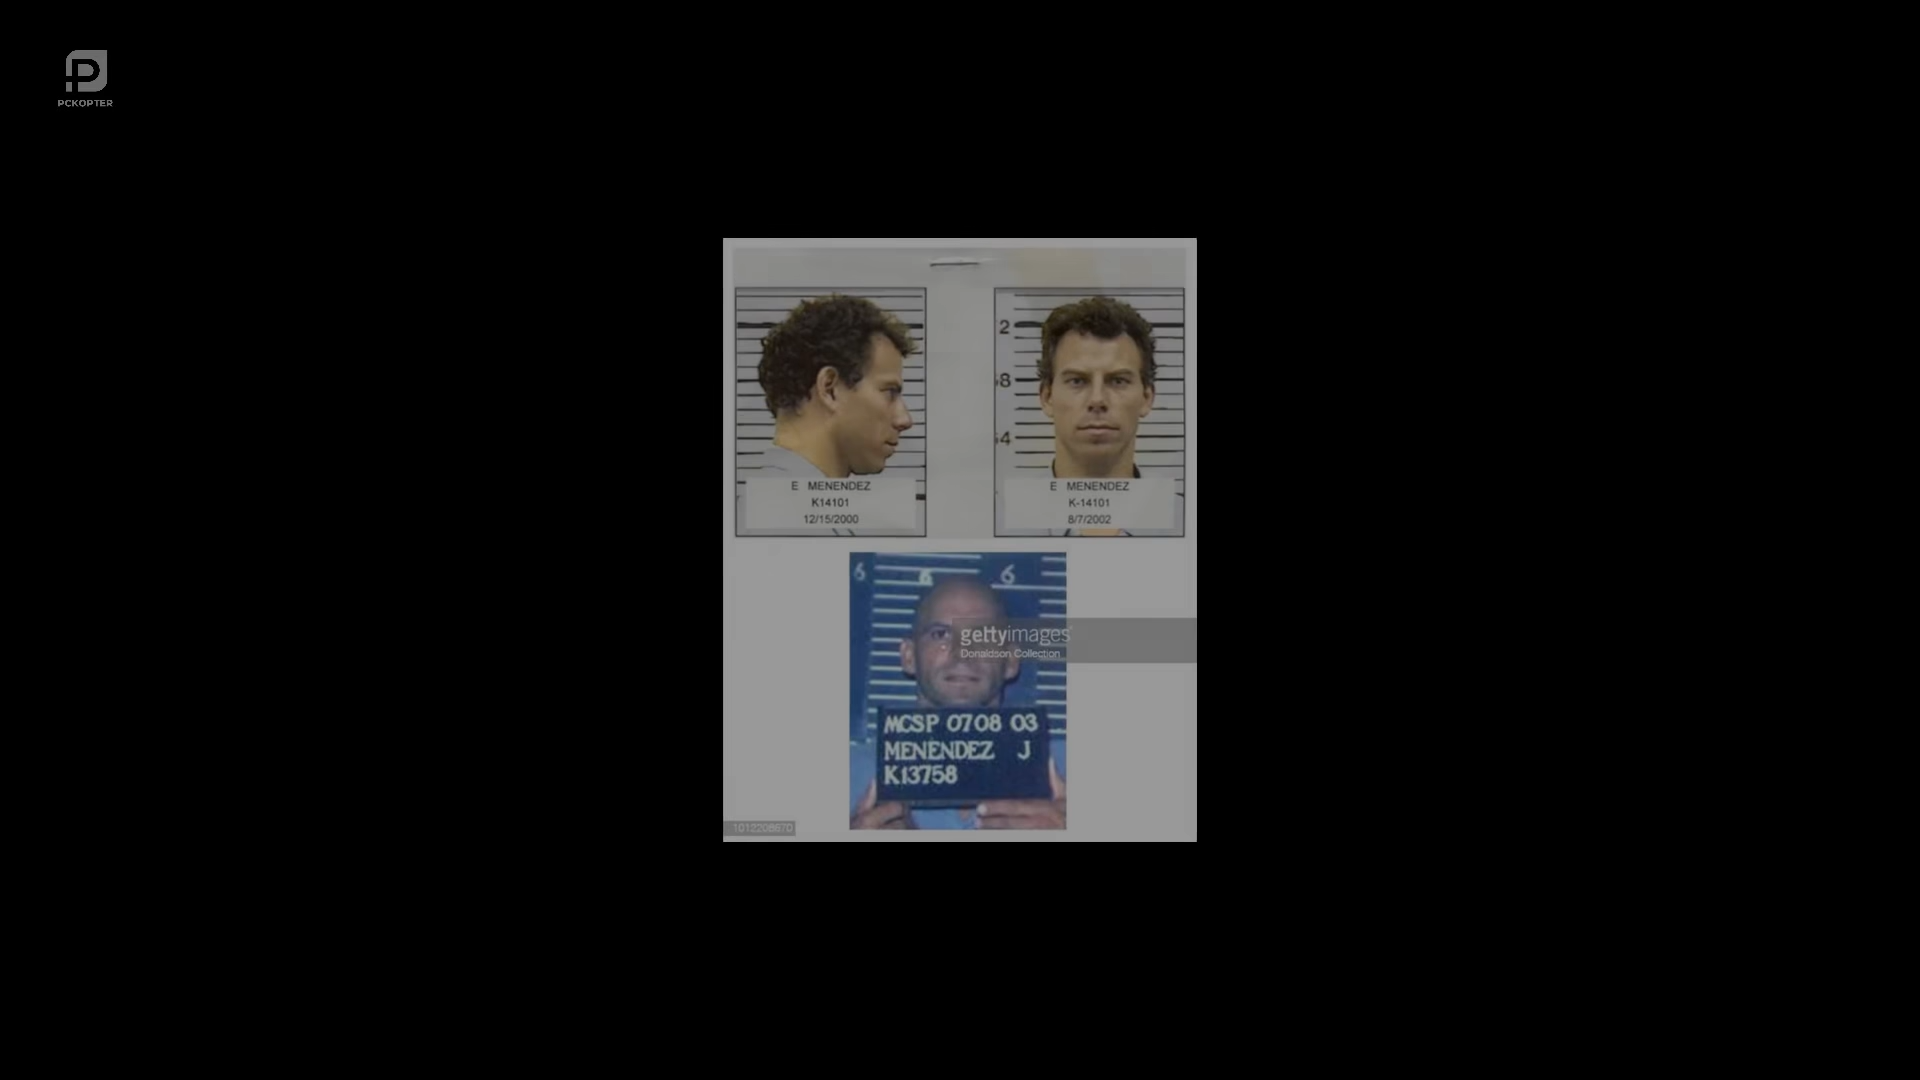 PCKOPTER
2
8
4
E MENENDEZ
K14101
12/15/2000
E MENENDEZ
K-14101
8/7/2002
6 6 6
gettyimages
Donaldson Collection
MCSP 0708 03
MENENDEZ J
K13758